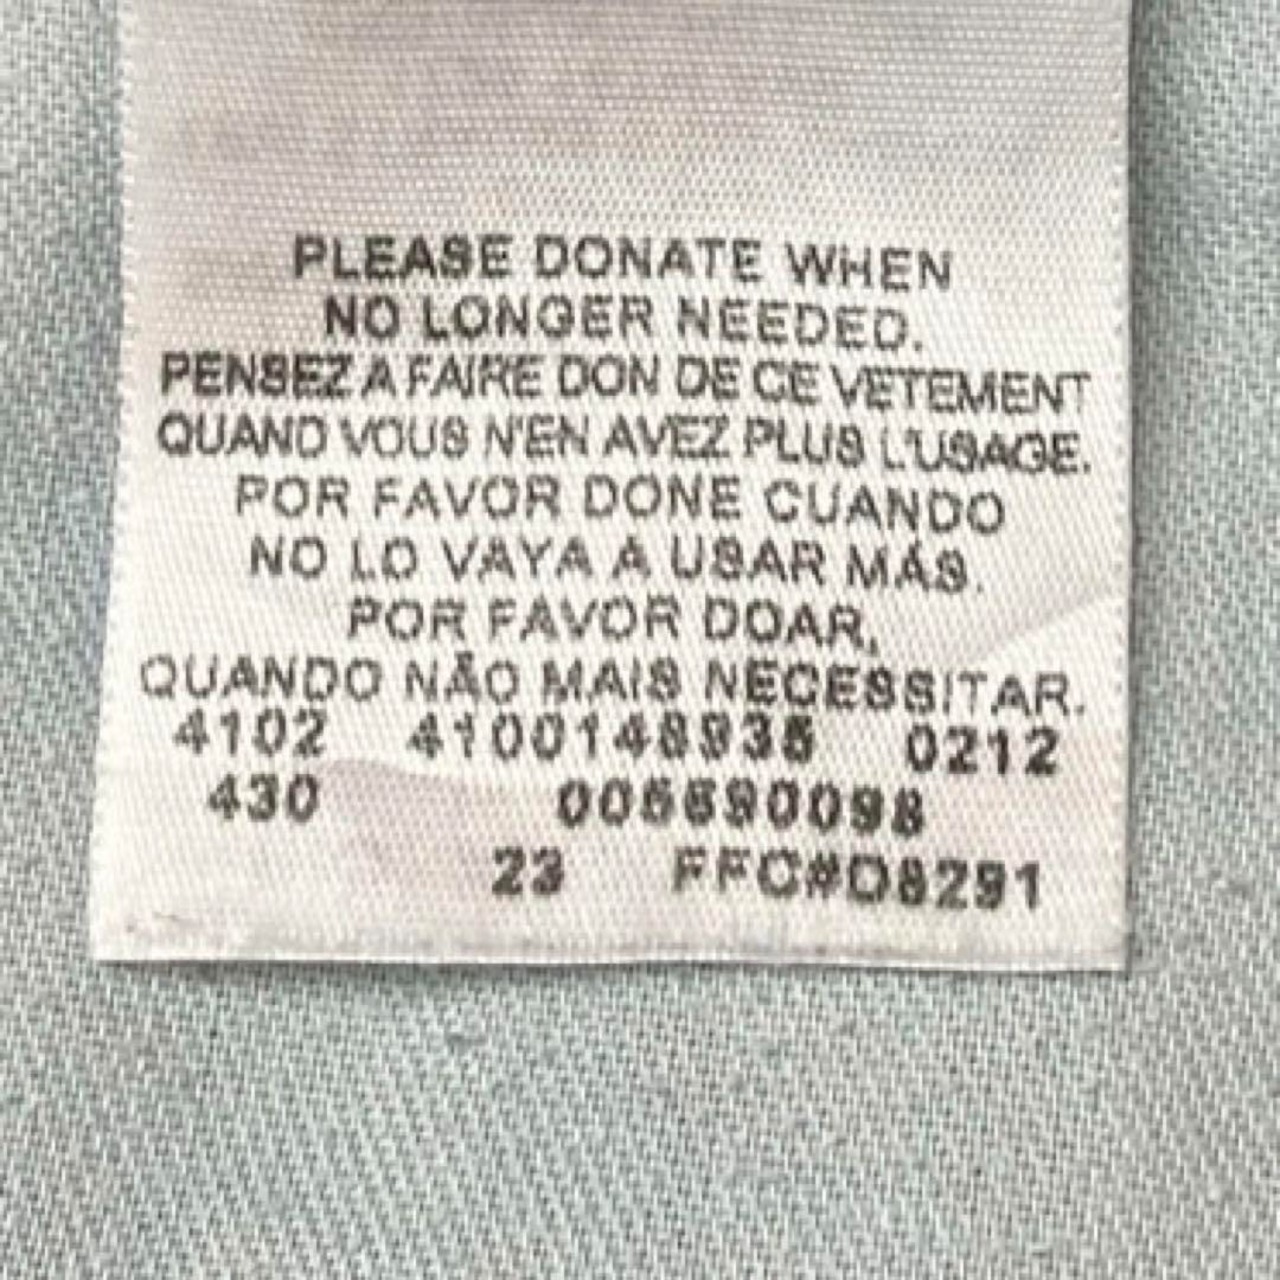 PLEASE DONATE WHEN
NO LONGER NEEDED.
PENSEZ A FAIRE DON DE CE VETEMENT
QUAND VOUS N'EN AVEZ PLUS L'USAGE.
POR FAVOR DONE CUANDO
NO LO VAYA A USAR MÁS.
POR FAVOR DOAR,
QUANDO NÃO MAIS NECESSITAR.
4102 4100148935 0212
430 005690098
23 FFC#D8291